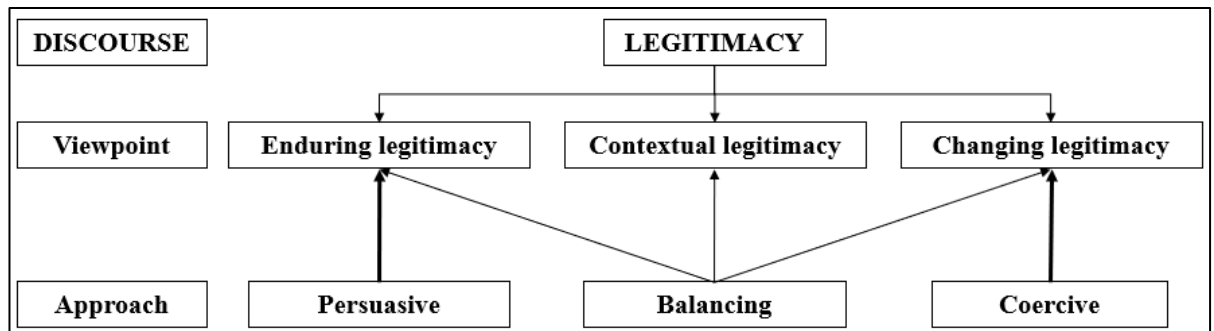 DISCOURSE
LEGITIMACY
Viewpoint
Enduring legitimacy
Contextual legitimacy
Changing legitimacy
Approach
Persuasive
Balancing
Coercive